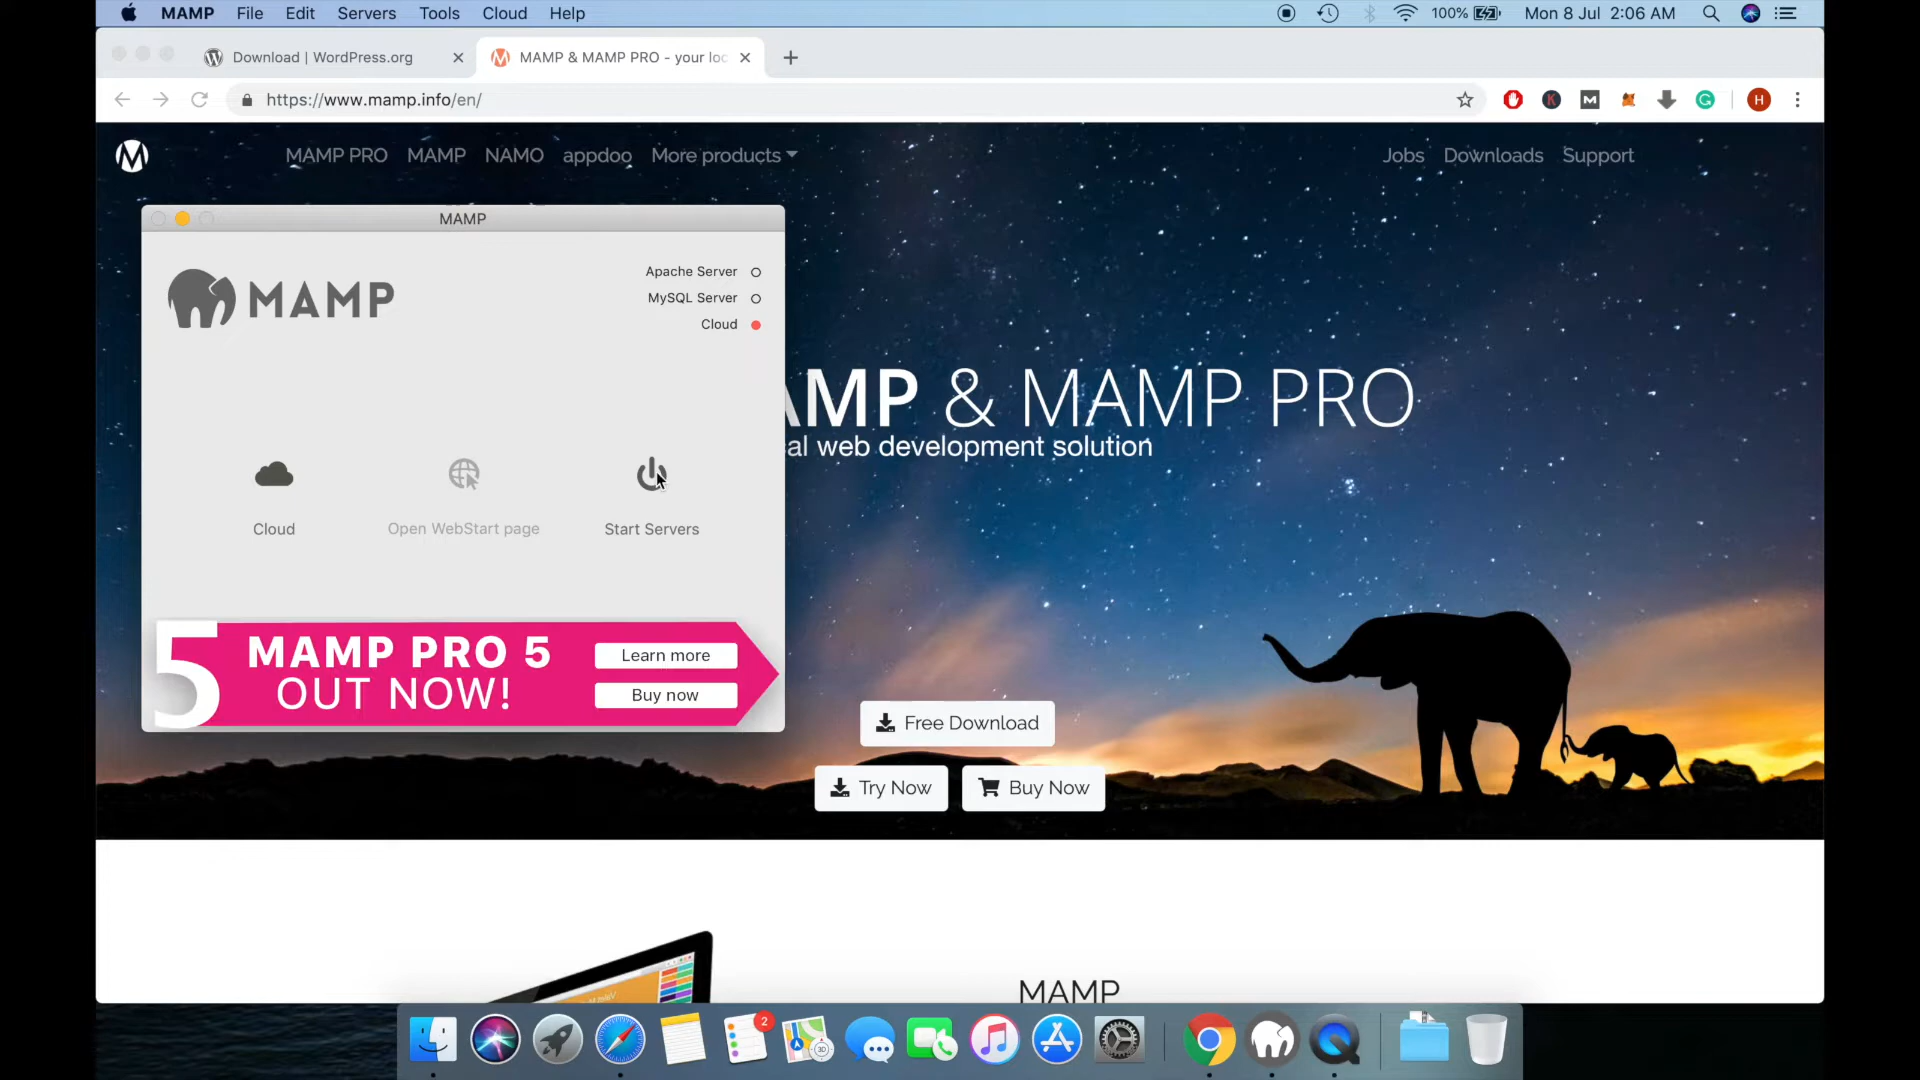 MAMP File Edit Servers Tools Cloud Help 100% Mon 8 Jul 2:06 AM
Download | WordPress.org MAMP & MAMP PRO - your loc
https://www.mamp.info/en/
K M G H
MAMP PRO MAMP NAMO appdoo More products Jobs Downloads Support
MAMP
MAMP
Apache Server
MySQL Server
Cloud
AMP & MAMP PRO
al web development solution
Cloud
Open WebStart page
Start Servers
5
MAMP PRO 5
OUT NOW!
Learn more
Buy now
Free Download
Try Now
Buy Now
MAMP
2
3D